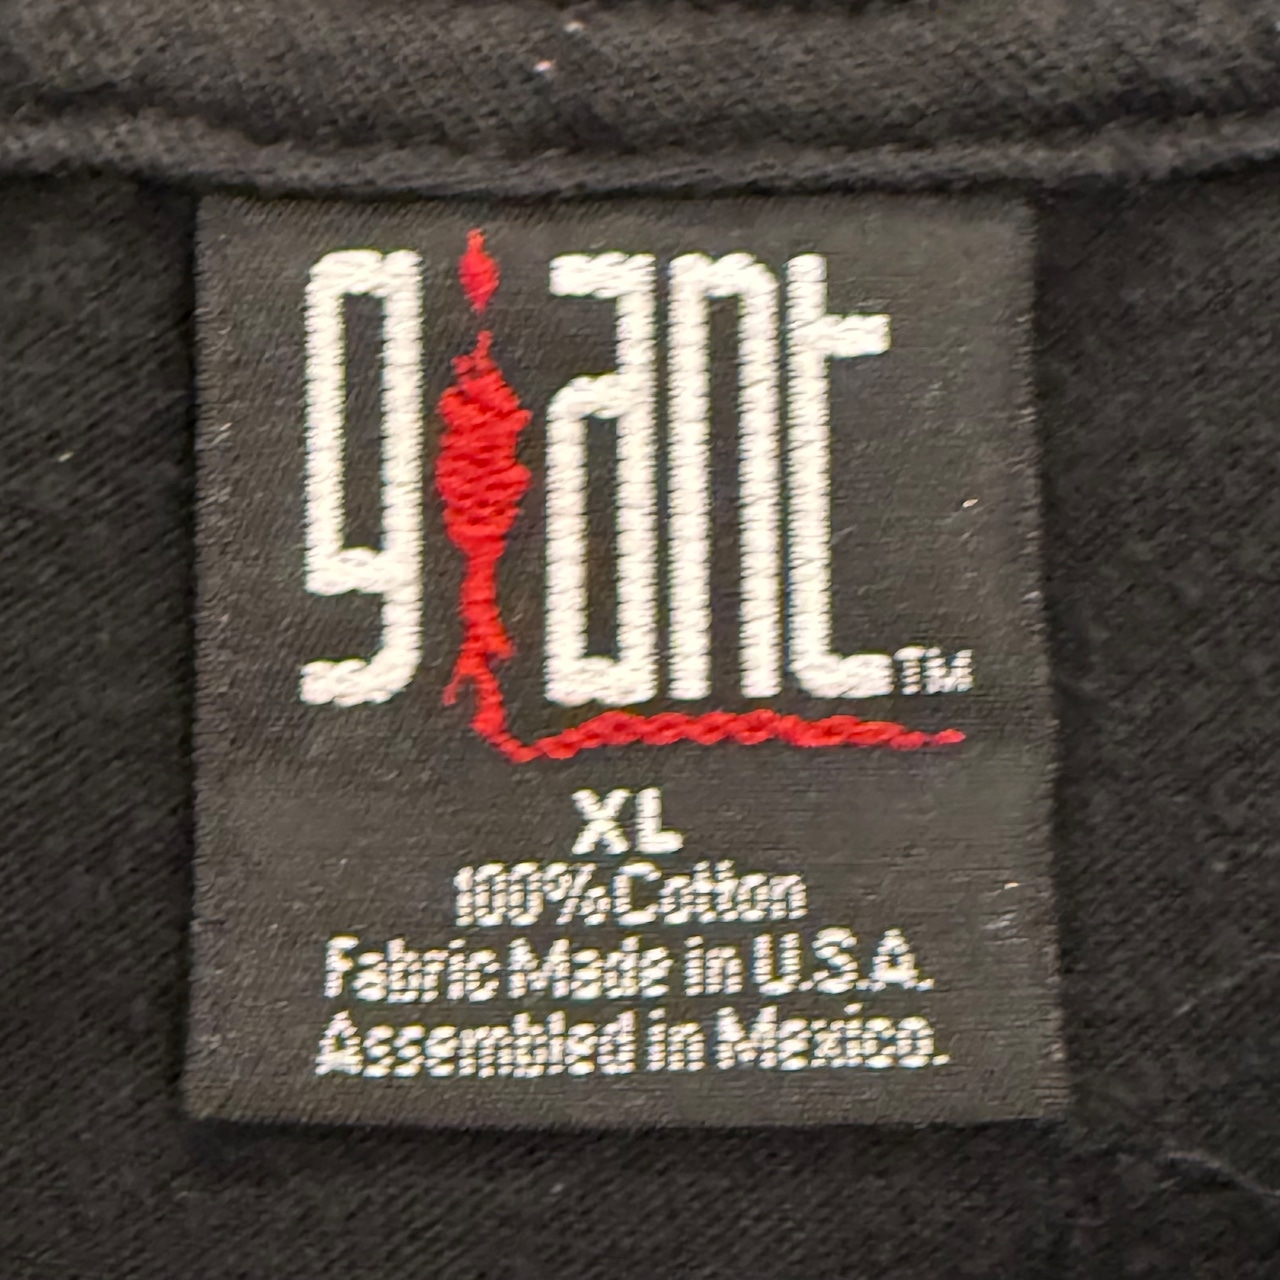 giant™
XL
100% Cotton
Fabric Made in U.S.A.
Assembled in Mexico.